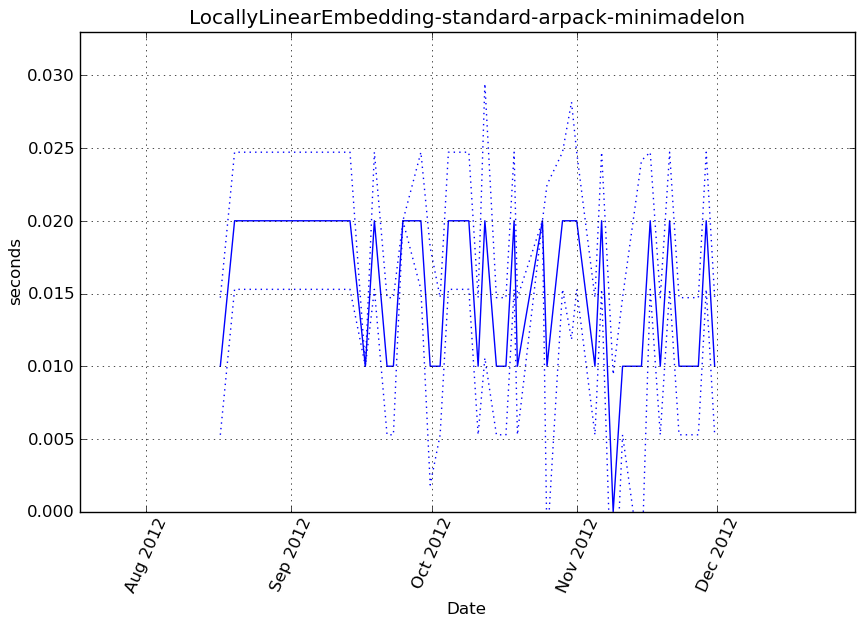 LocallyLinearEmbedding-standard-arpack-minimadelon
0.030
0.025
0.020
0.015
0.010
0.005
0.000
seconds
Aug 2012
Sep 2012
Oct 2012
Nov 2012
Dec 2012
Date